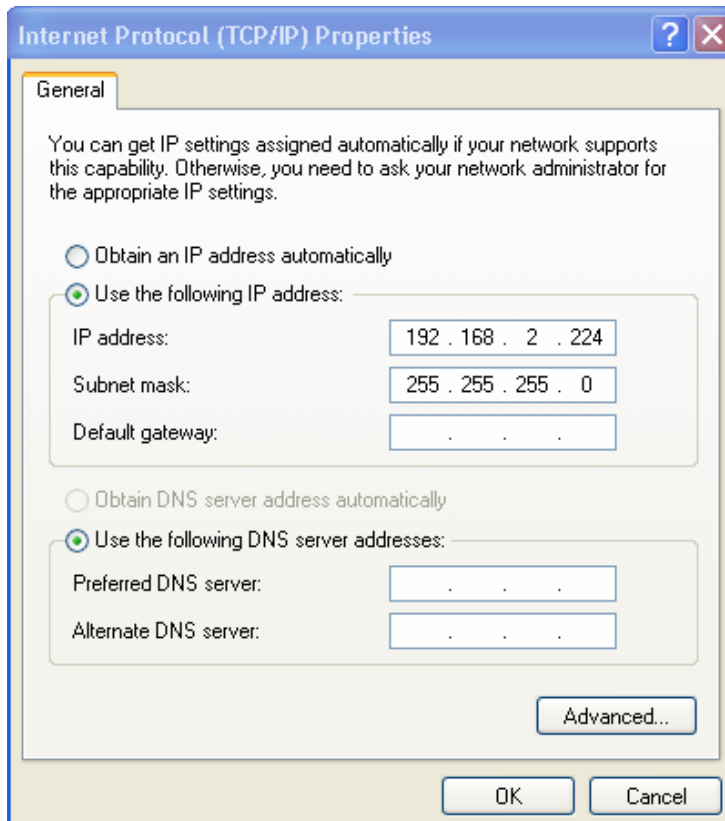 Internet Protocol (TCP/IP) Properties
General
You can get IP settings assigned automatically if your network supports
this capability. Otherwise, you need to ask your network administrator for
the appropriate IP settings.
Obtain an IP address automatically
Use the following IP address:
IP address: 192 . 168 . 2 . 224
Subnet mask: 255 . 255 . 255 . 0
Default gateway: . . .
Obtain DNS server address automatically
Use the following DNS server addresses:
Preferred DNS server: . . .
Alternate DNS server: . . .
Advanced...
OK Cancel